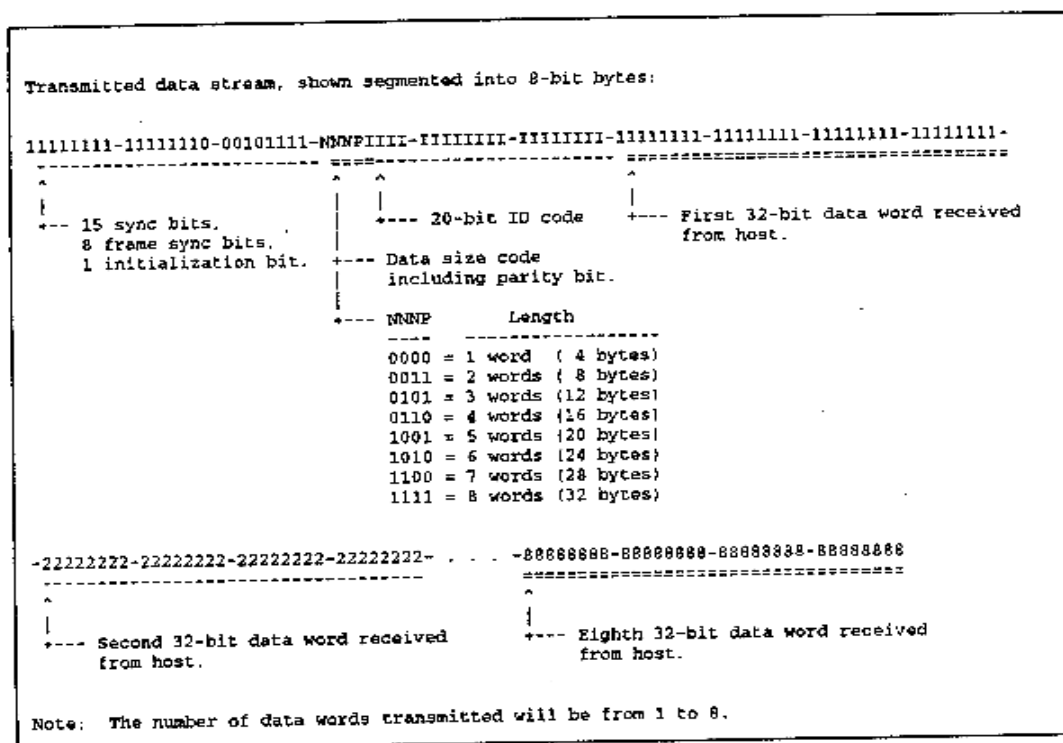 Transmitted data stream, shown segmented into 8-bit bytes:
11111111-11111110-00101111-NNNPIIII-IIIIIIII-IIIIIIII-11111111-11111111-11111111-11111111-
15 sync bits,
8 frame sync bits,
1 initialization bit.
20-bit ID code
First 32-bit data word received
from host.
Data size code
including parity bit.
NNNP Length
0000 = 1 word ( 4 bytes)
0011 = 2 words ( 8 bytes)
0101 = 3 words (12 bytes)
0110 = 4 words (16 bytes)
1001 = 5 words (20 bytes)
1010 = 6 words (24 bytes)
1100 = 7 words (28 bytes)
1111 = 8 words (32 bytes)
-22222222-22222222-22222222-22222222- . . . -88888888-88888888-88888888-88888888
Second 32-bit data word received
from host.
Eighth 32-bit data word received
from host.
Note: The number of data words transmitted will be from 1 to 8.